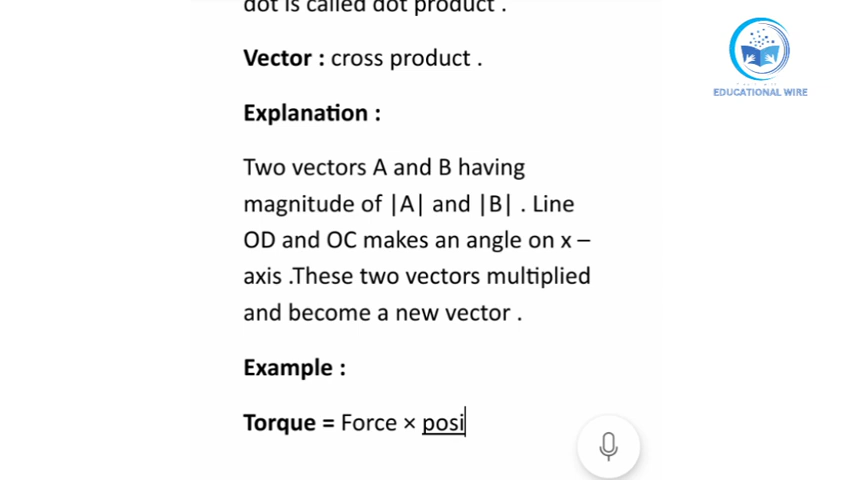 dot is called dot product .
Vector : cross product .
Explanation :
Two vectors A and B having
magnitude of |A| and |B| . Line
OD and OC makes an angle on x –
axis .These two vectors multiplied
and become a new vector .
Example :
Torque = Force × posi
EDUCATIONAL WIRE